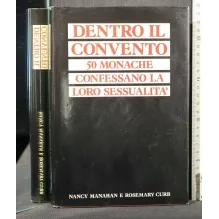 DENTRO IL
CONVENTO
50 MONACHE
CONFESSANO LA
LORO SESSUALITA'
NANCY MANAHAN E ROSEMARY CURB